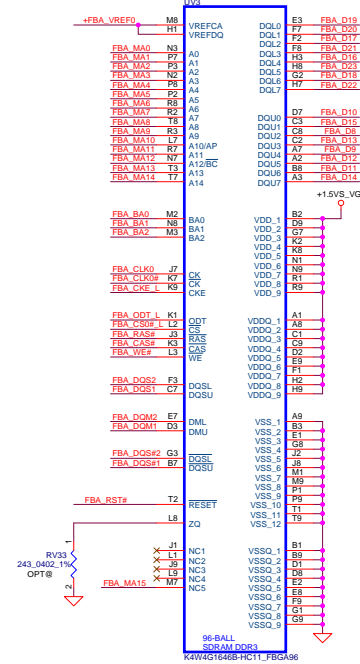 UV3
+FBA_VREF0 M8 VREFCA DQL0 E3 FBA_D19
H1 VREFDQ DQL1 F7 FBA_D20
DQL2 F2 FBA_D17
FBA_MA0 N3 A0 DQL3 F8 FBA_D21
FBA_MA1 P7 A1 DQL4 H3 FBA_D16
FBA_MA2 P3 A2 DQL5 H8 FBA_D23
FBA_MA3 N2 A3 DQL6 G2 FBA_D18
FBA_MA4 P8 A4 DQL7 H7 FBA_D22
FBA_MA5 P2 A5
FBA_MA6 R8 A6
FBA_MA7 R2 A7 DQU0 D7 FBA_D10
FBA_MA8 T8 A8 DQU1 C3 FBA_D15
FBA_MA9 R3 A9 DQU2 C8 FBA_D8
FBA_MA10 L7 A10/AP DQU3 C2 FBA_D13
FBA_MA11 R7 A11 DQU4 A7 FBA_D9
FBA_MA12 N7 A12/BC DQU5 A2 FBA_D12
FBA_MA13 T3 A13 DQU6 B8 FBA_D11
FBA_MA14 T7 A14 DQU7 A3 FBA_D14
+1.5VS_VG
FBA_BA0 M2 BA0 VDD_1 B2
FBA_BA1 N8 BA1 VDD_2 D9
FBA_BA2 M3 BA2 VDD_3 G7
VDD_4 K2
VDD_5 K8
VDD_6 N1
FBA_CLK0 J7 CK VDD_7 N9
FBA_CLK0# K7 CK VDD_8 R1
FBA_CKE_L K9 CKE VDD_9 R9
FBA_ODT_L K1 ODT VDDQ_1 A1
FBA_CS0#_L L2 CS VDDQ_2 A8
FBA_RAS# J3 RAS VDDQ_3 C1
FBA_CAS# K3 CAS VDDQ_4 C9
FBA_WE# L3 WE VDDQ_5 D2
VDDQ_6 E9
VDDQ_7 F1
FBA_DQS2 F3 DQSL VDDQ_8 H2
FBA_DQS1 C7 DQSU VDDQ_9 H9
FBA_DQM2 E7 DML VSS_1 A9
FBA_DQM1 D3 DMU VSS_2 B3
VSS_3 E1
VSS_4 G8
FBA_DQS#2 G3 DQSL VSS_5 J2
FBA_DQS#1 B7 DQSU VSS_6 J8
VSS_7 M1
VSS_8 M9
VSS_9 P1
FBA_RST# T2 RESET VSS_10 P9
VSS_11 T1
L8 ZQ VSS_12 T9
1
J1 NC1 VSSQ_1 B1
RV33 L1 NC2 VSSQ_2 B9
243_0402_1% J9 NC3 VSSQ_3 D1
OPT@ L9 NC4 VSSQ_4 D8
2 FBA_MA15 M7 NC5 VSSQ_5 E2
VSSQ_6 E8
VSSQ_7 F9
VSSQ_8 G1
VSSQ_9 G9
96-BALL
SDRAM DDR3
K4W4G1646B-HC11_FBGA96